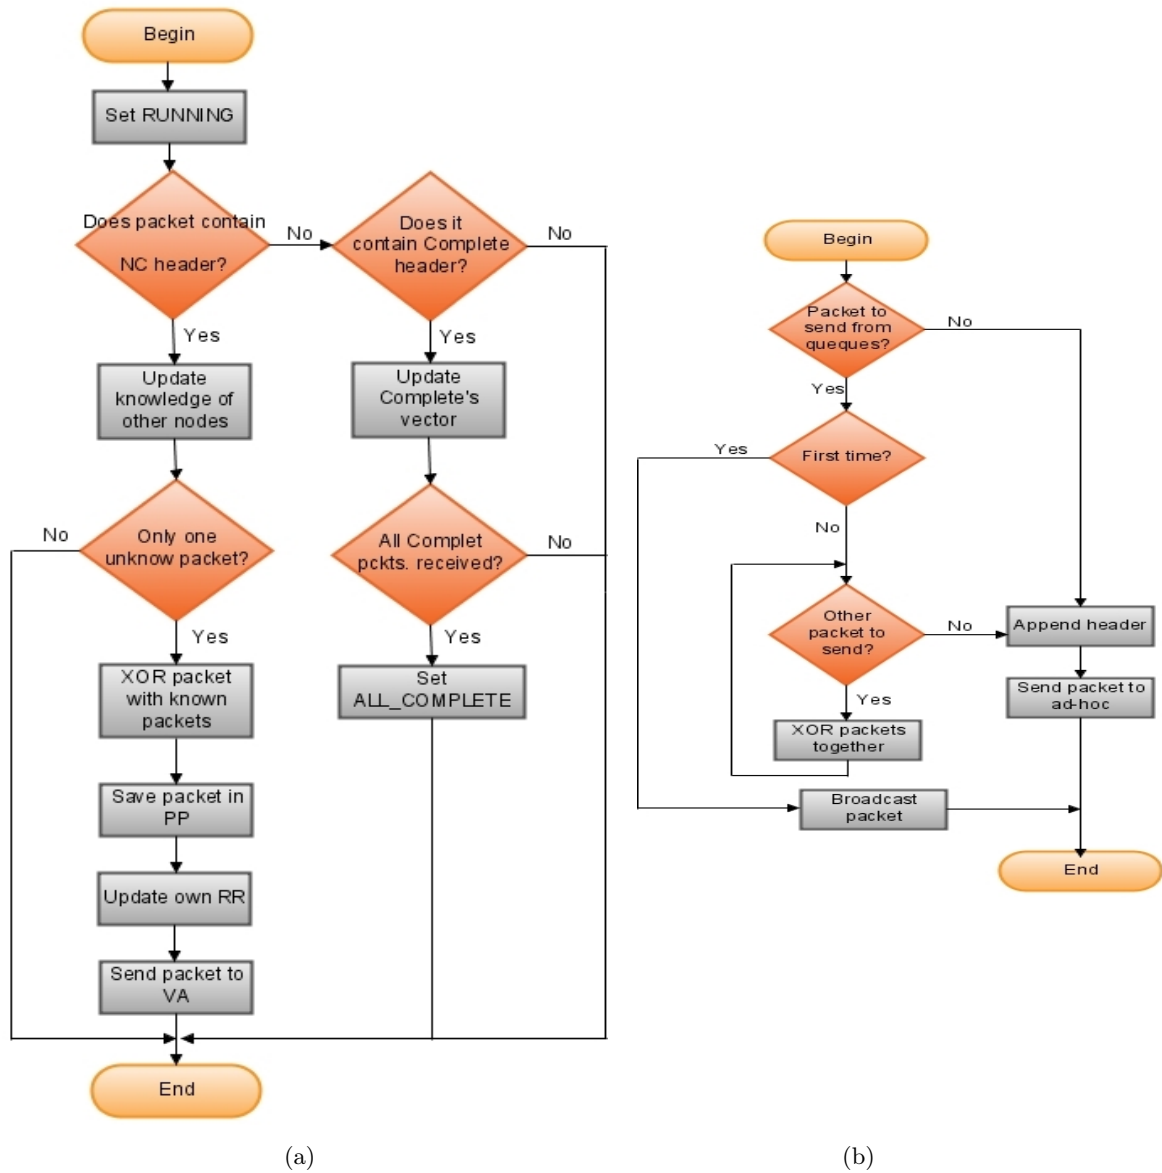 Begin
Set RUNNING
Does packet contain
NC header?
No
Does it
contain Complete
header?
No
Yes
Yes
Update
knowledge of
other nodes
Update
Complete's
vector
No
Only one
unknow packet?
All Complet
pckts. received?
No
Yes
Yes
XOR packet
with known
packets
Set
ALL_COMPLETE
Save packet in
PP
Update own RR
Send packet to
VA
End
(a)
Begin
Packet to
send from
queques?
No
Yes
Yes
First time?
No
Other
packet to
send?
No
Append header
Yes
Send packet to
ad-hoc
XOR packets
together
Broadcast
packet
End
(b)